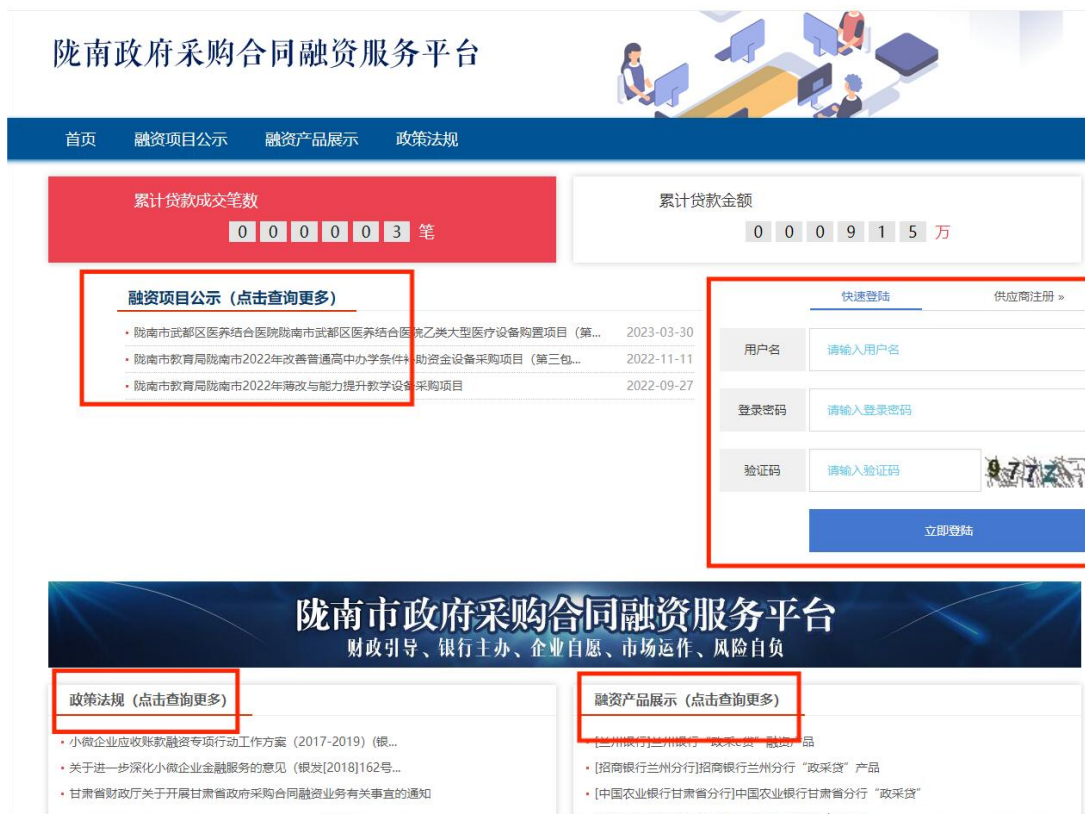 陇南政府采购合同融资服务平台
首页 融资项目公示 融资产品展示 政策法规
累计贷款成交笔数
0 0 0 0 0 3 笔
累计贷款金额
0 0 0 9 1 5 万
融资项目公示（点击查询更多）
• 陇南市武都区医养结合医院陇南市武都区医养结合医院乙类大型医疗设备购置项目（第... 2023-03-30
• 陇南市教育局陇南市2022年改善普通高中办学条件补助资金设备采购项目（第三包... 2022-11-11
• 陇南市教育局陇南市2022年薄改与能力提升教学设备采购项目 2022-09-27
快速登陆 供应商注册 »
用户名 请输入用户名
登录密码 请输入登录密码
验证码 请输入验证码 977Z
立即登陆
陇南市政府采购合同融资服务平台
财政引导、银行主办、企业自愿、市场运作、风险自负
政策法规（点击查询更多）
• 小微企业应收账款融资专项行动工作方案（2017-2019）（银...
• 关于进一步深化小微企业金融服务的意见（银发[2018]162号...
• 甘肃省财政厅关于开展甘肃省政府采购合同融资业务有关事宜的通知
融资产品展示（点击查询更多）
• [兰州银行]兰州银行“政采e贷”融资产品
• [招商银行兰州分行]招商银行兰州分行“政采贷”产品
• [中国农业银行甘肃省分行]中国农业银行甘肃省分行“政采贷”